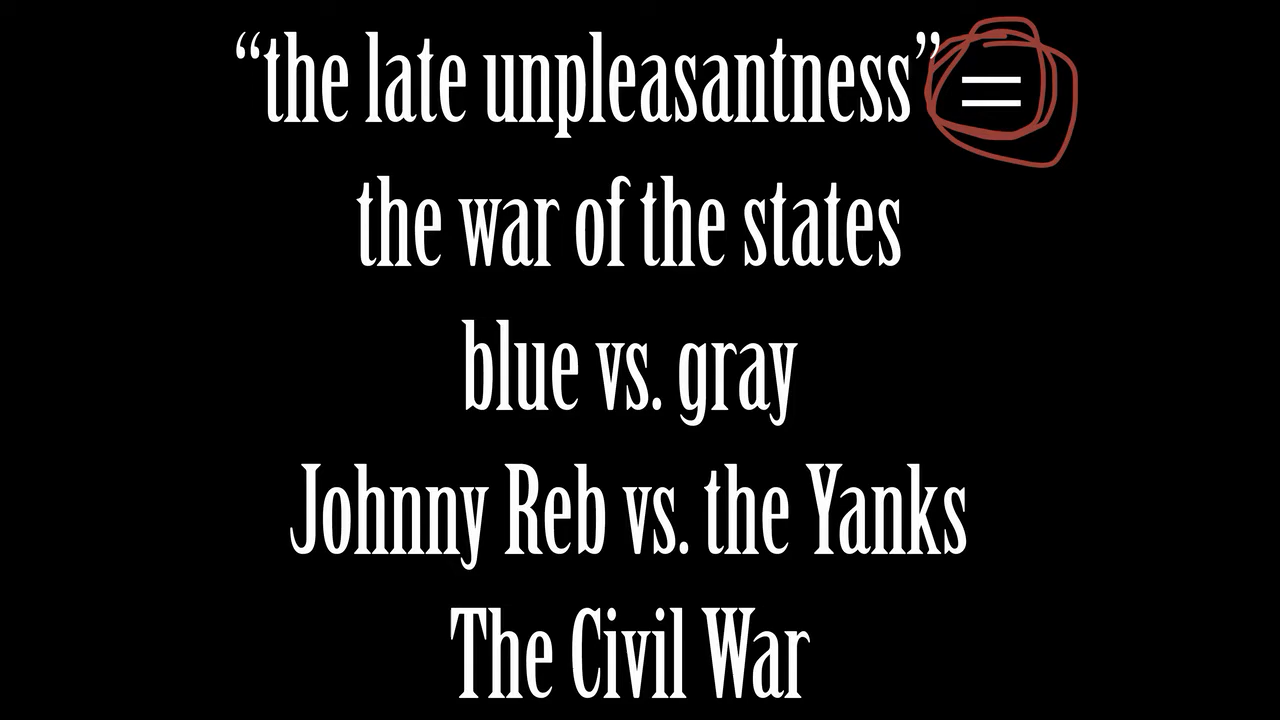 “the late unpleasantness” =
the war of the states
blue vs. gray
Johnny Reb vs. the Yanks
The Civil War